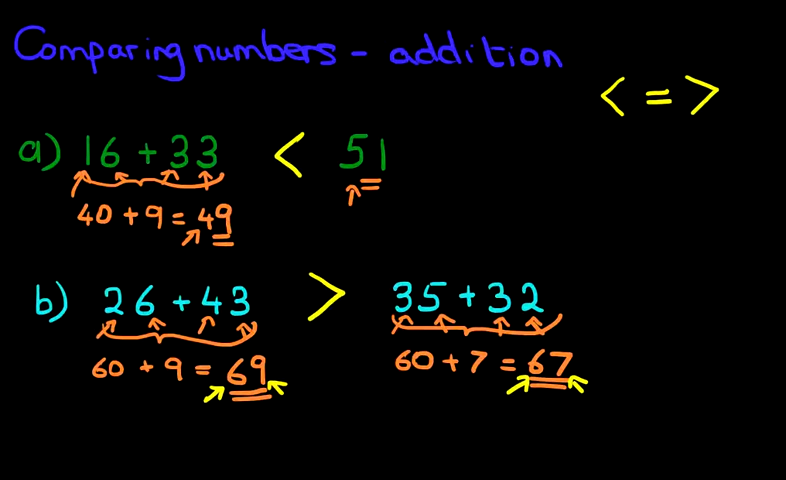 Comparing numbers - addition
< = >
a) 16 + 33 < 51
40 + 9 = 49
b) 26 + 43 > 35 + 32
60 + 9 = 69 60 + 7 = 67